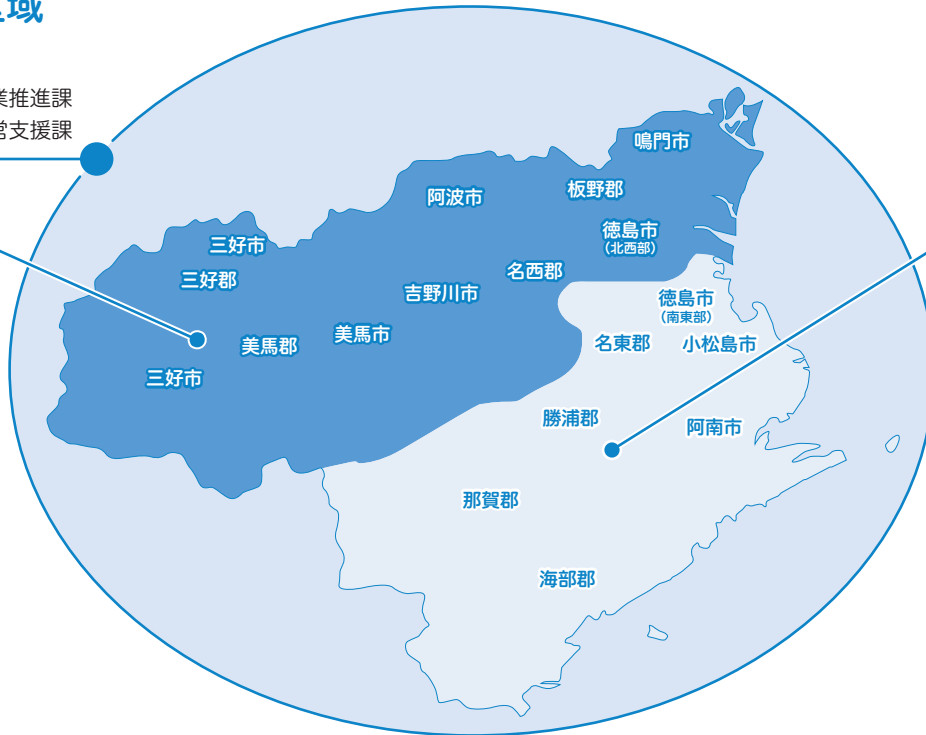 域
業推進課
営支援課
鳴門市
板野郡
阿波市
徳島市
(北西部)
三好市
三好郡
名西郡
吉野川市
徳島市
(南東部)
美馬市
美馬郡
名東郡
小松島市
三好市
勝浦郡
阿南市
那賀郡
海部郡